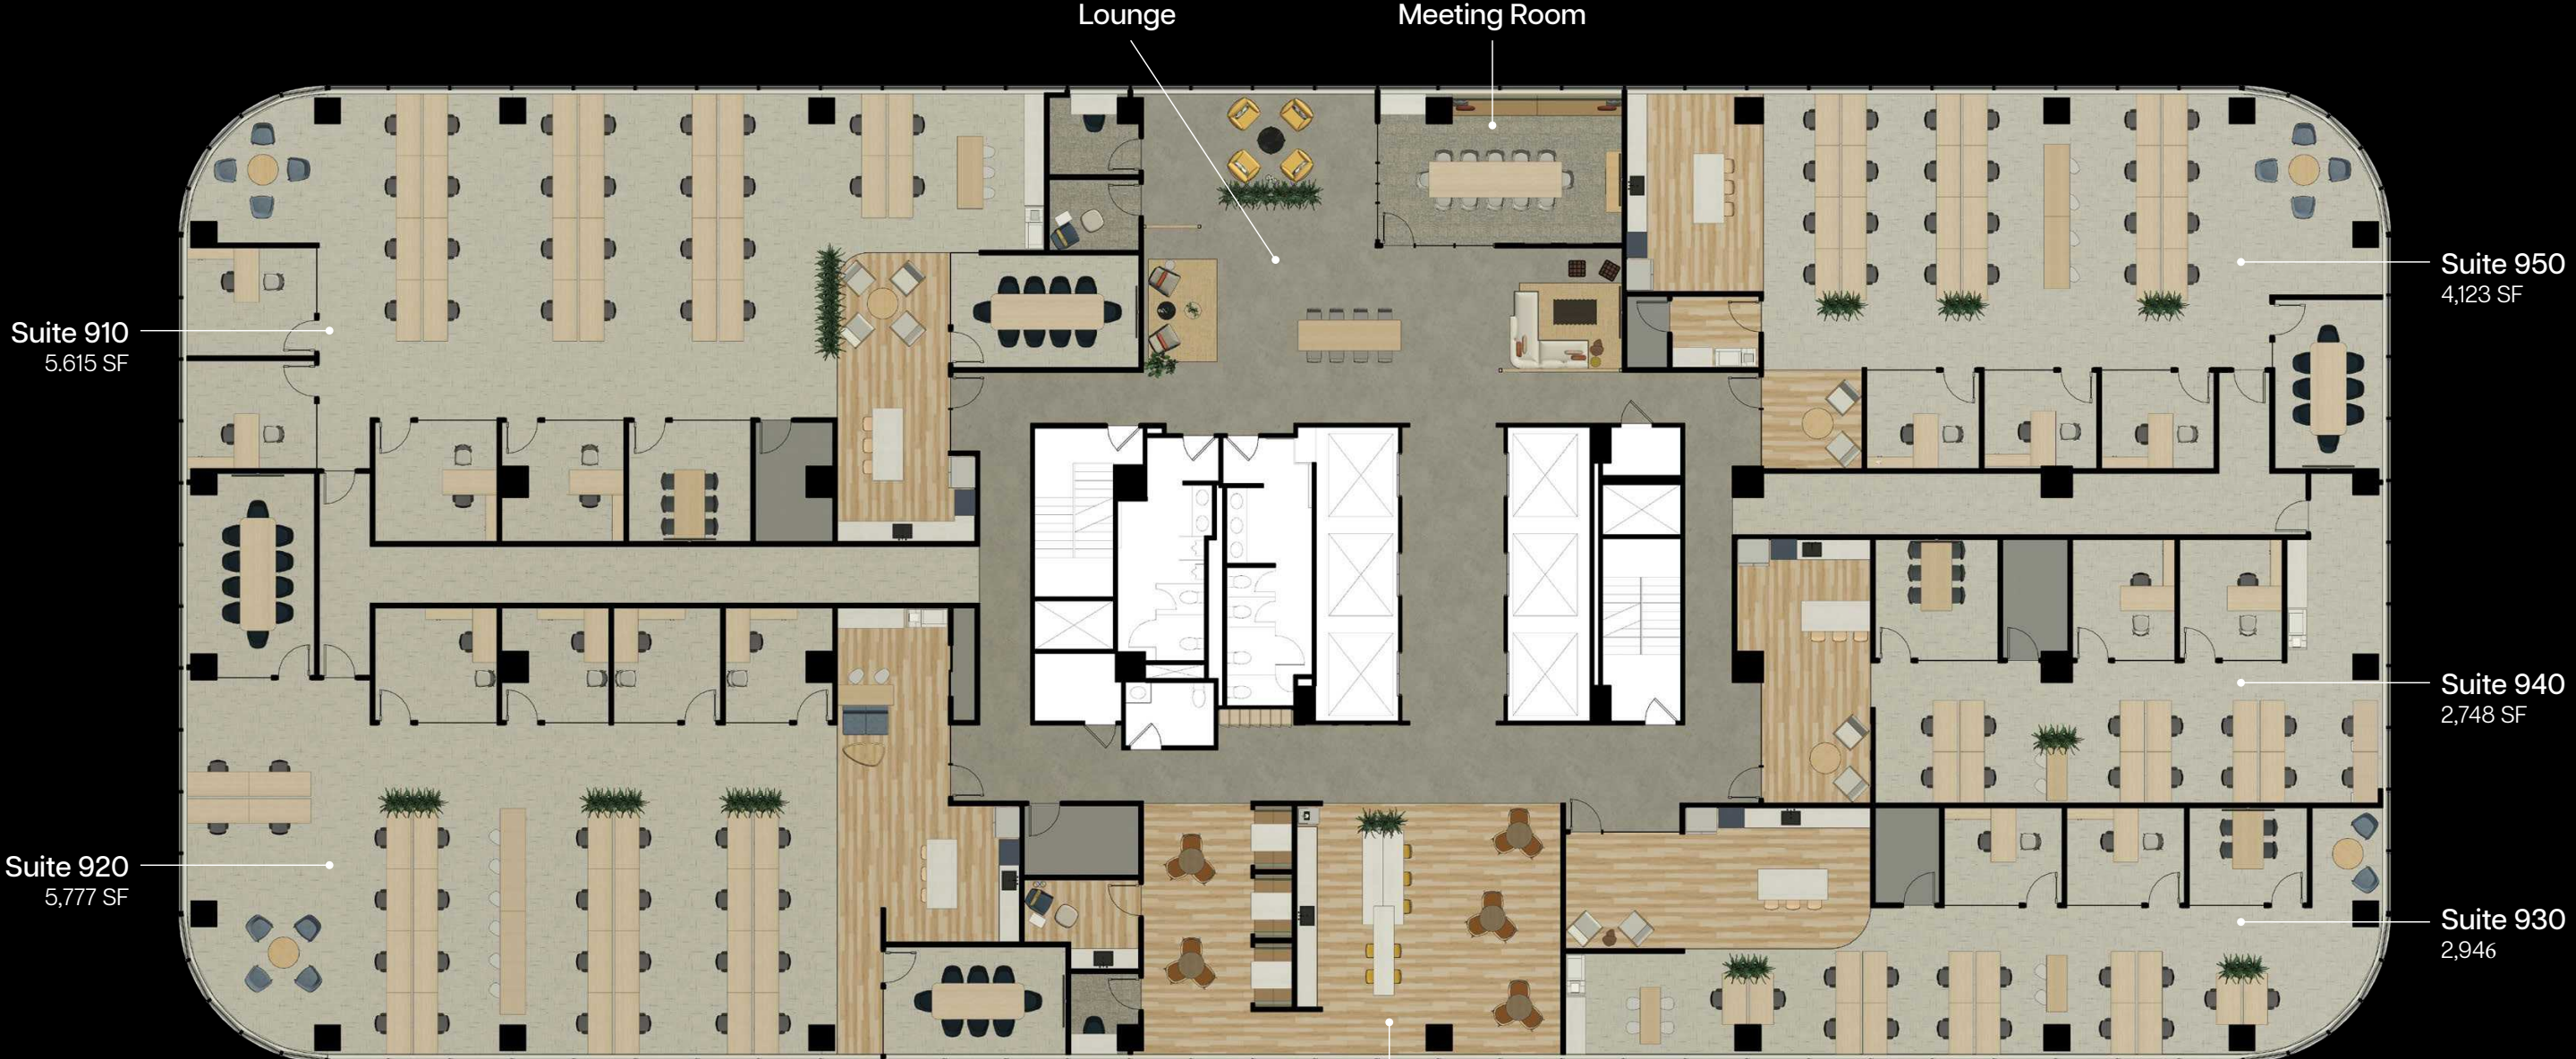 Lounge
Meeting Room
Suite 910
5.615 SF
Suite 950
4,123 SF
Suite 940
2,748 SF
Suite 920
5,777 SF
Suite 930
2,946